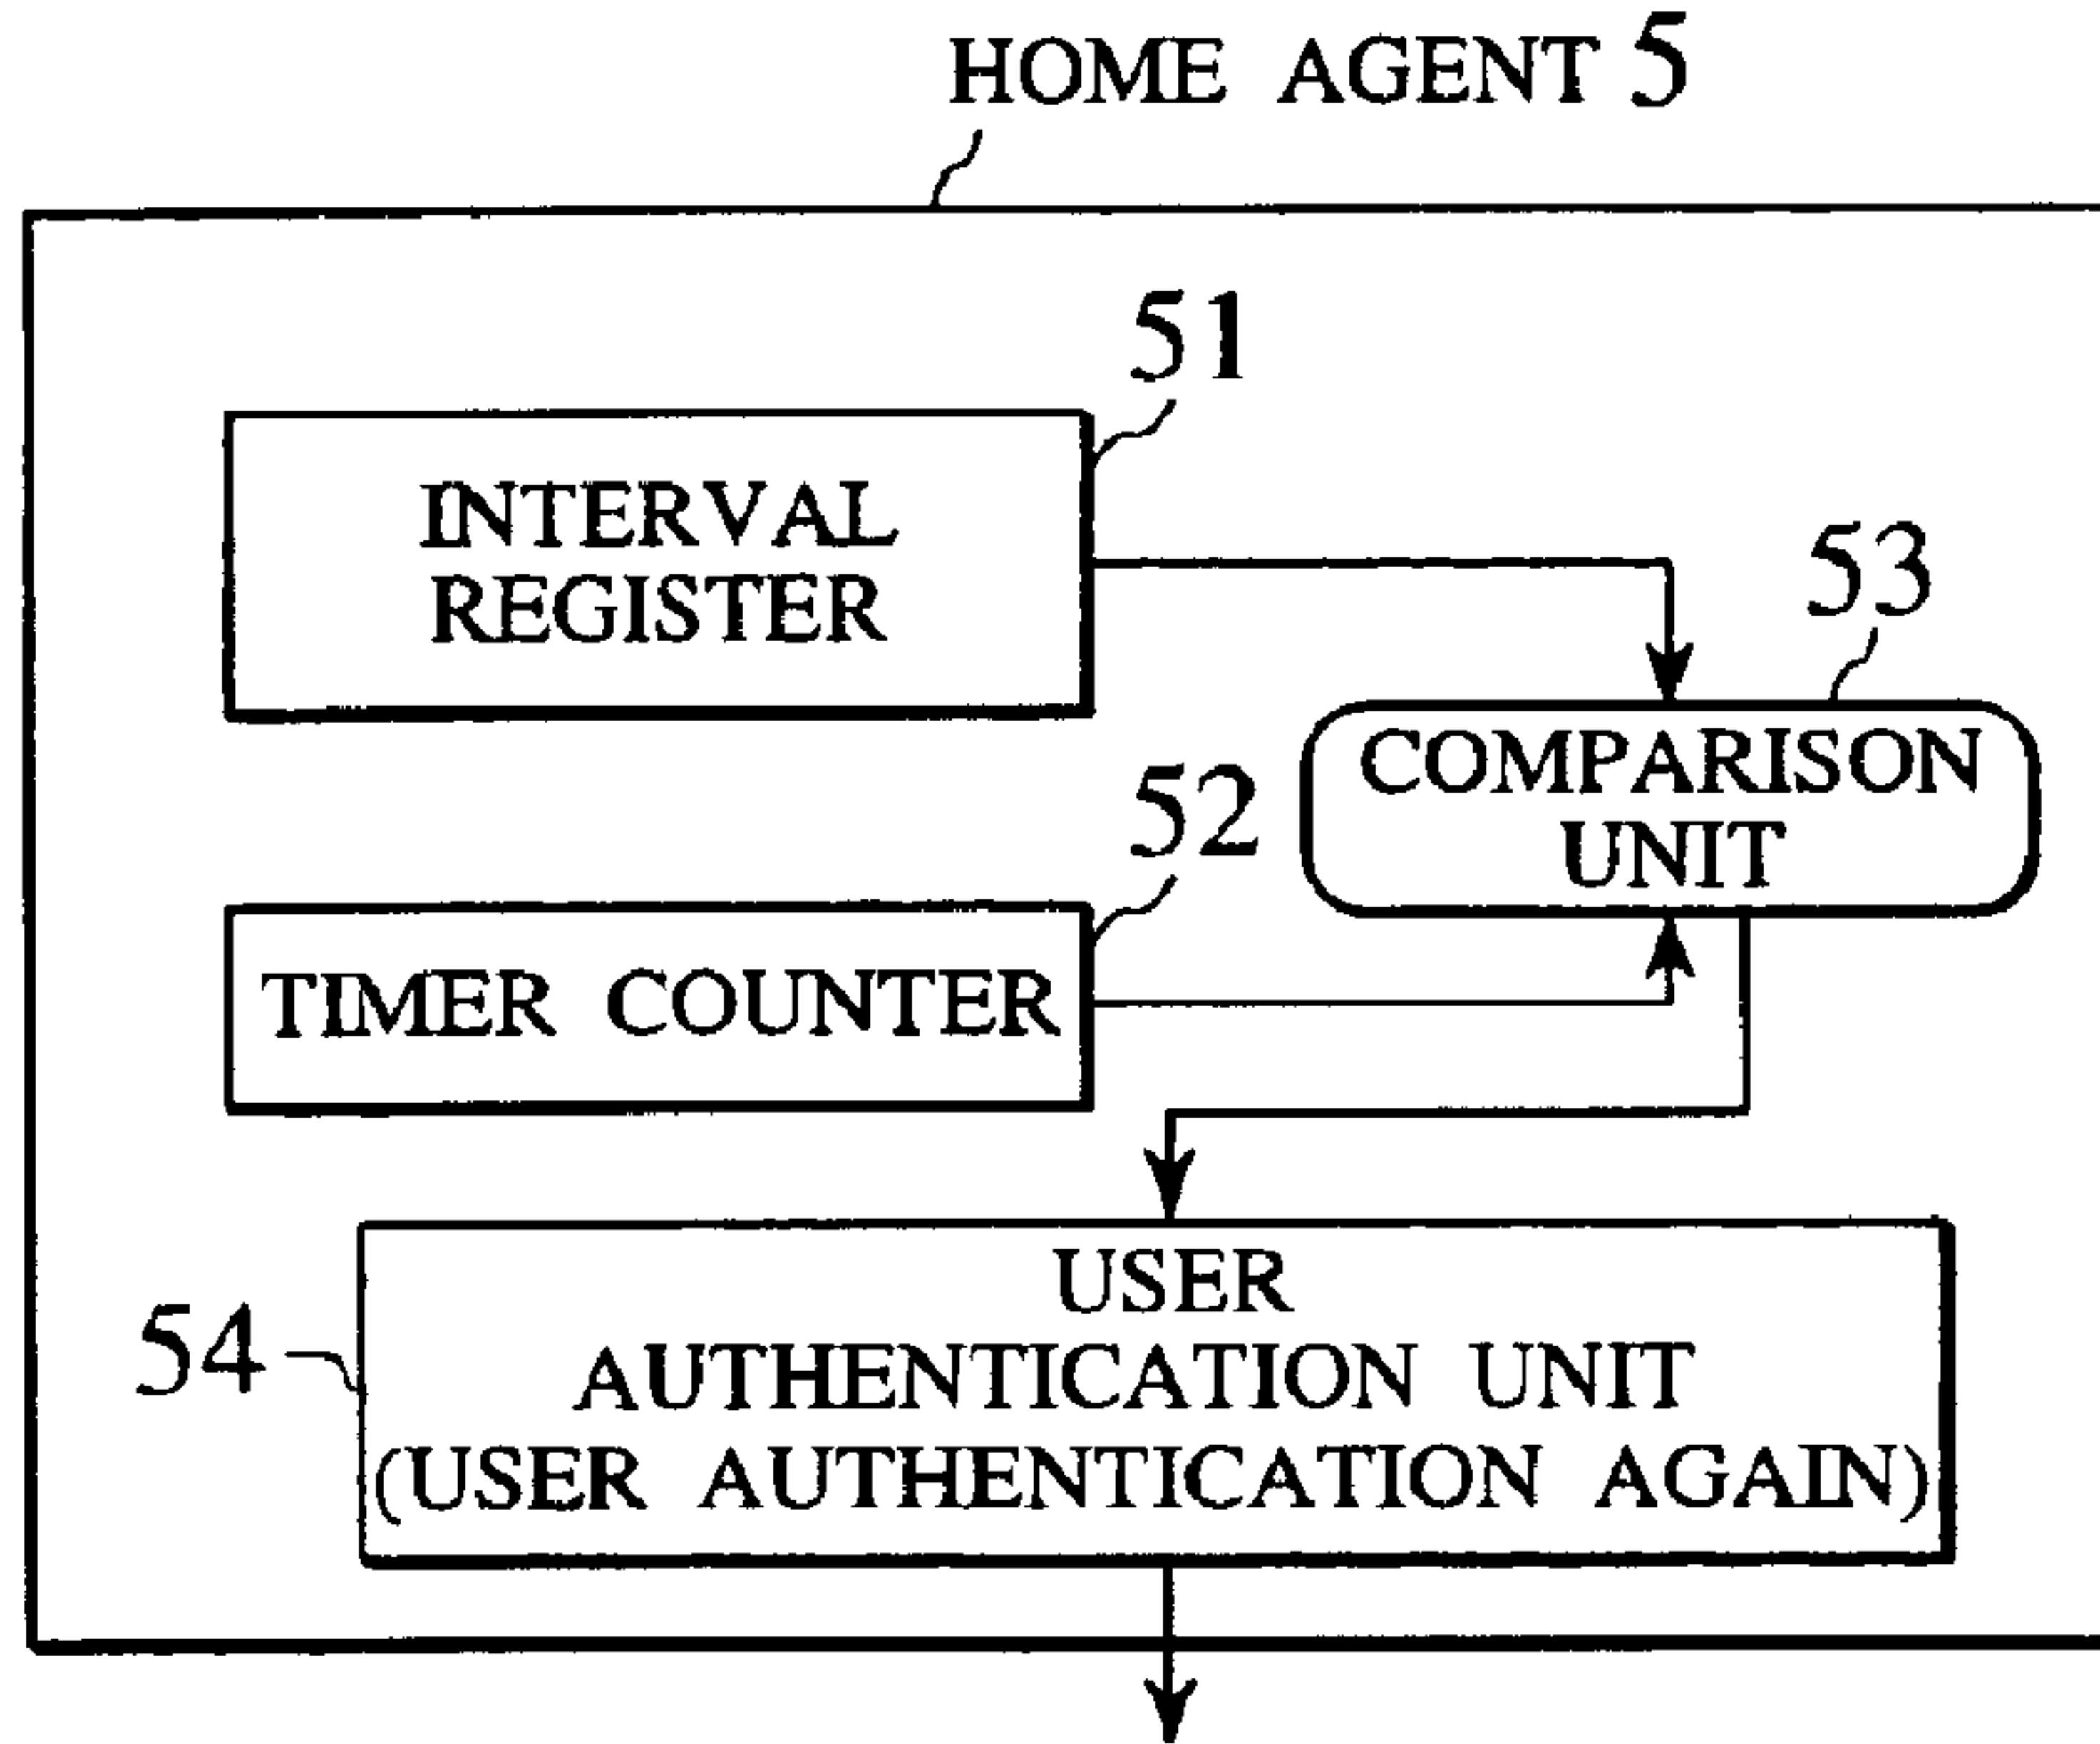 HOME AGENT 5
51
INTERVAL
REGISTER
53
COMPARISON
UNIT
52
TIMER COUNTER
54
USER
AUTHENTICATION UNIT
(USER AUTHENTICATION AGAIN)